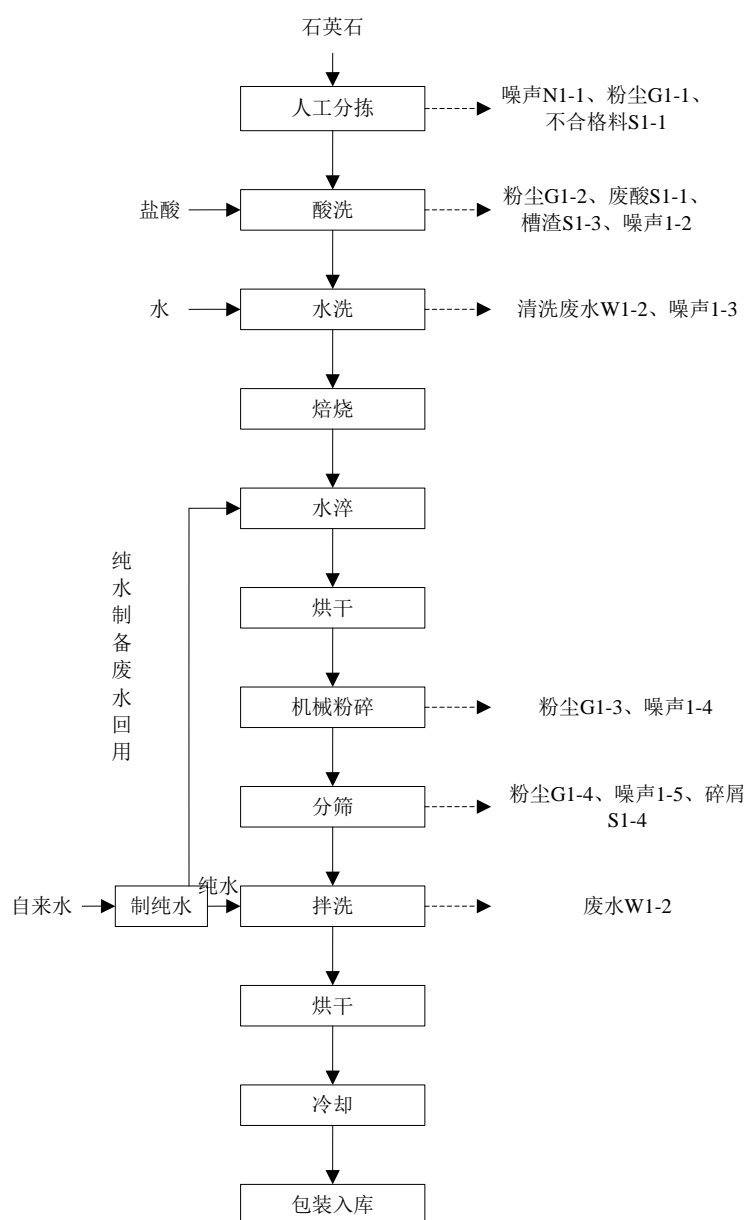 石英石
人工分拣
噪声N1-1、粉尘G1-1、
不合格料S1-1
盐酸
酸洗
粉尘G1-2、废酸S1-1、
槽渣S1-3、噪声1-2
水
水洗
清洗废水W1-2、噪声1-3
焙烧
水淬
纯水制备废水回用
烘干
机械粉碎
粉尘G1-3、噪声1-4
分筛
粉尘G1-4、噪声1-5、碎屑
S1-4
自来水
制纯水
纯水
拌洗
废水W1-2
烘干
冷却
包装入库